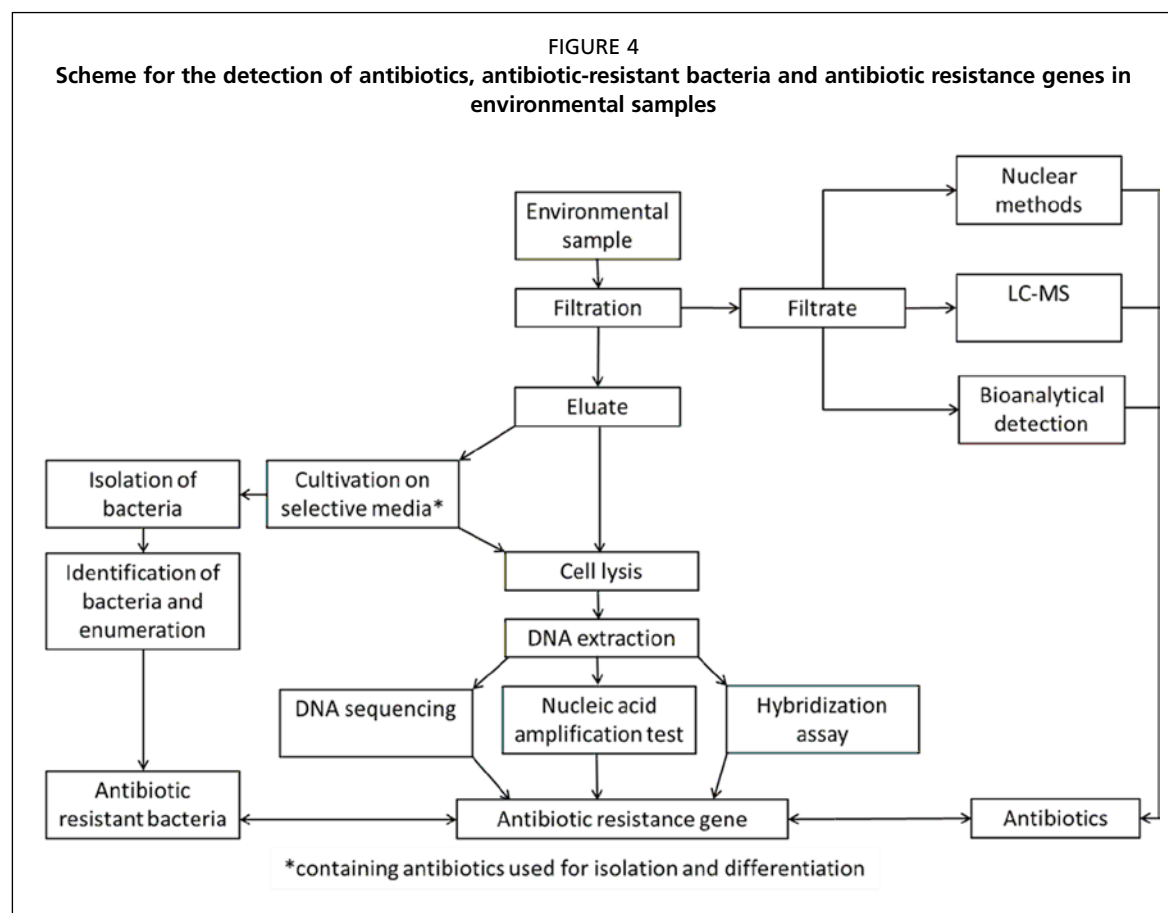 FIGURE 4
Scheme for the detection of antibiotics, antibiotic-resistant bacteria and antibiotic resistance genes in
environmental samples
Environmental
sample
Filtration
Filtrate
Nuclear
methods
LC-MS
Bioanalytical
detection
Eluate
Cultivation on
selective media*
Isolation of
bacteria
Identification of
bacteria and
enumeration
Cell lysis
DNA extraction
DNA sequencing
Nucleic acid
amplification test
Hybridization
assay
Antibiotic
resistant bacteria
Antibiotic resistance gene
Antibiotics
*containing antibiotics used for isolation and differentiation